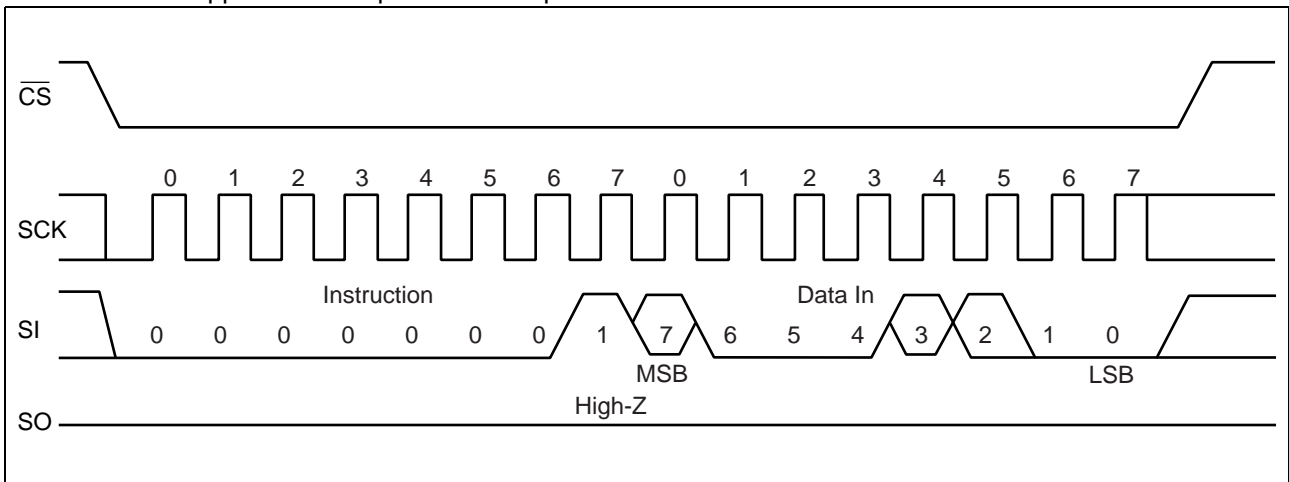 CS
0 1 2 3 4 5 6 7 0 1 2 3 4 5 6 7
SCK
Instruction Data In
SI 0 0 0 0 0 0 0 1 7 6 5 4 3 2 1 0
MSB LSB
High-Z
SO